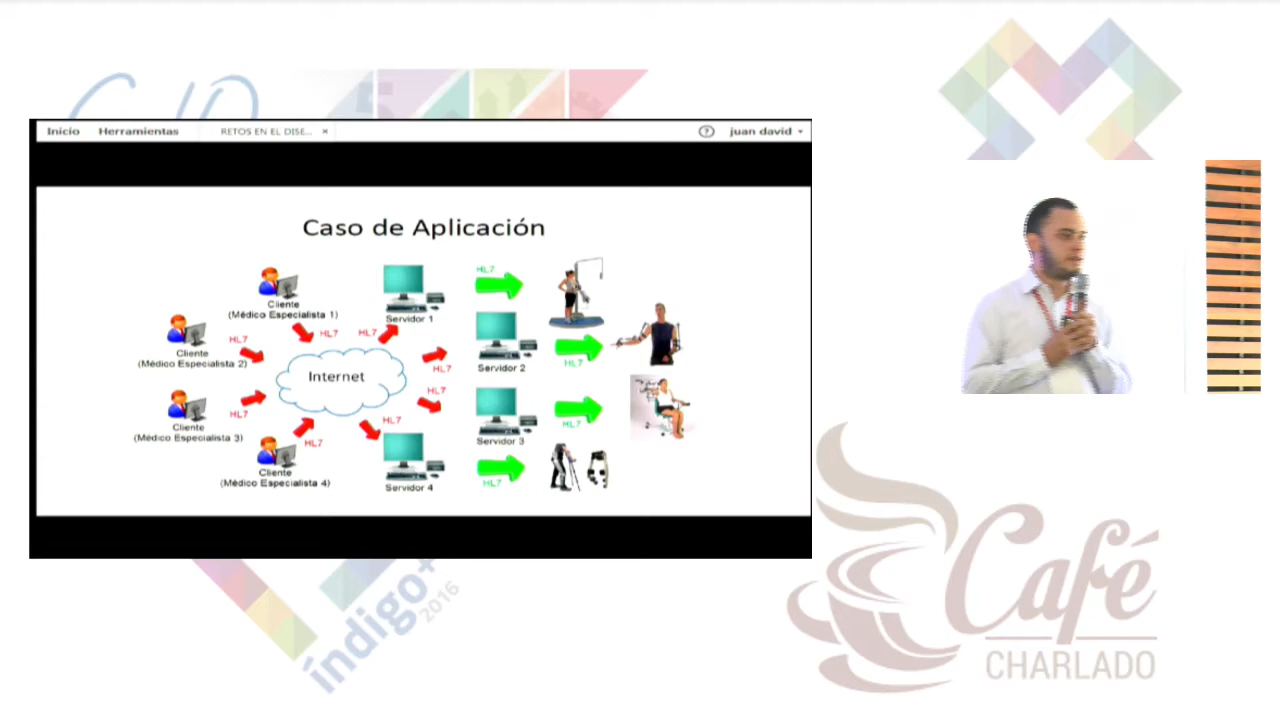 Inicio Herramientas RETOS EN EL DISE... × ? juan david
Caso de Aplicación
Cliente
(Médico Especialista 1)
Cliente
(Médico Especialista 2)
Cliente
(Médico Especialista 3)
Cliente
(Médico Especialista 4)
HL7
HL7
HL7
HL7
HL7
HL7
HL7
HL7
Internet
Servidor 1
Servidor 2
Servidor 3
Servidor 4
HL7
HL7
HL7
HL7
índigo+
2016
Café
CHARLADO